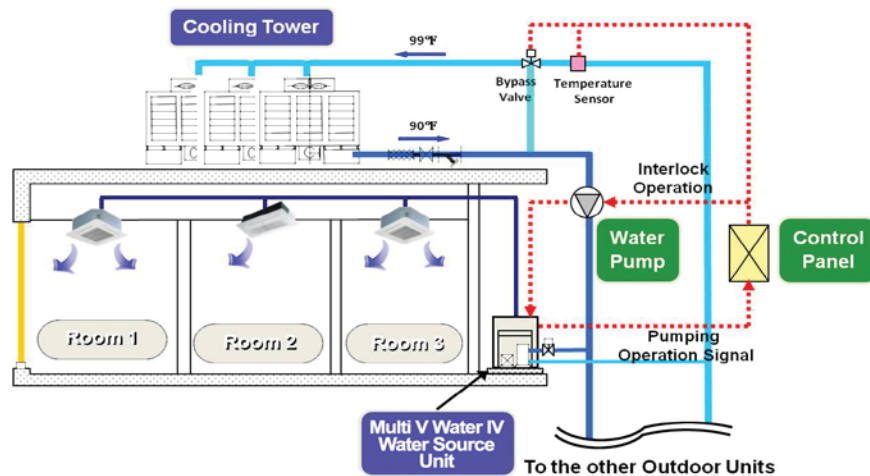 Cooling Tower
99°F
Bypass
Valve
Temperature
Sensor
90°F
Interlock
Operation
Water
Pump
Control
Panel
Room 1
Room 2
Room 3
Pumping
Operation Signal
Multi V Water IV
Water Source
Unit
To the other Outdoor Units